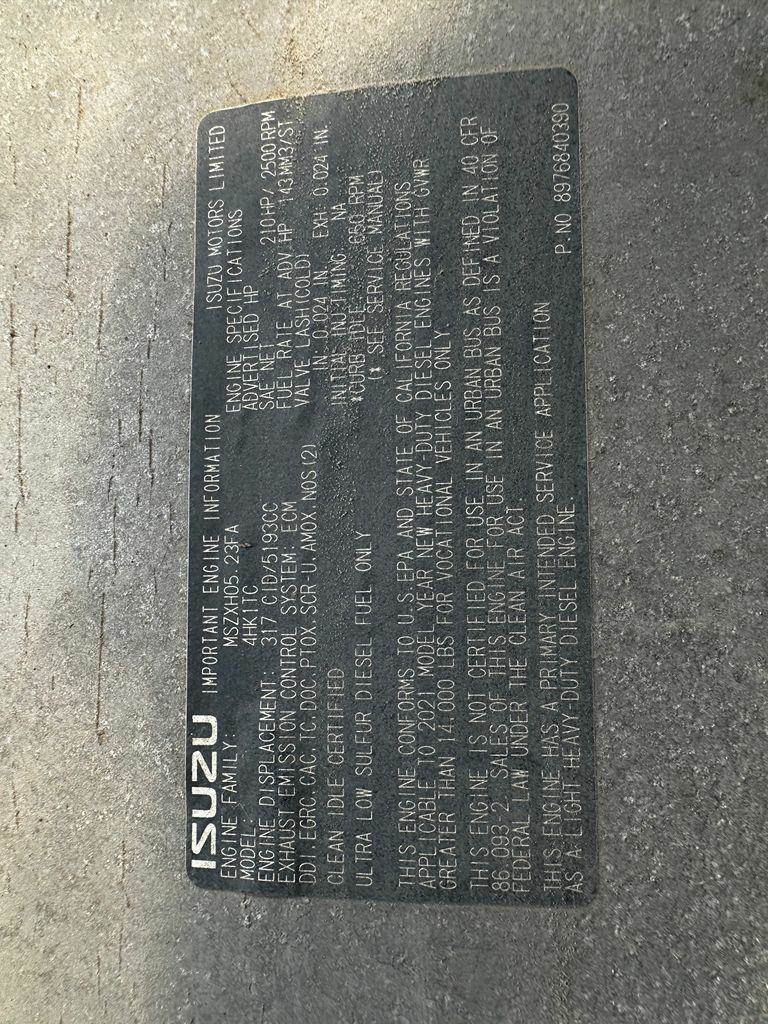 ISUZU IMPORTANT ENGINE INFORMATION ISUZU MOTORS LIMITED
ENGINE FAMILY: MSZXH05.23FA
MODEL: 4HK1TC
ENGINE DISPLACEMENT: 317 CID/5193CC
EXHAUST EMISSION CONTROL SYSTEM: ECM
DDI,EGRC,CAC,TC,DOC,PTOX,SCR-U,AMOX,NOS(2)
CLEAN IDLE CERTIFIED
ULTRA LOW SULFUR DIESEL FUEL ONLY
ENGINE SPECIFICATIONS
ADVERTISED HP
SAE NET 210HP/ 2500RPM
FUEL RATE AT ADV.HP 143MM3/ST
VALVE LASH(COLD)
IN. 0.024 IN. EXH. 0.024 IN.
INITIAL INJ.TIMING NA
*CURB IDLE 650 RPM
(* SEE SERVICE MANUAL)
THIS ENGINE CONFORMS TO U.S.EPA AND STATE OF CALIFORNIA REGULATIONS
APPLICABLE TO 2021 MODEL YEAR NEW HEAVY-DUTY DIESEL ENGINES WITH GVWR
GREATER THAN 14,000 LBS FOR VOCATIONAL VEHICLES ONLY.
THIS ENGINE IS NOT CERTIFIED FOR USE IN AN URBAN BUS AS DEFINED IN 40 CFR
86.093 2. SALES OF THIS ENGINE FOR USE IN AN URBAN BUS IS A VIOLATION OF
FEDERAL LAW UNDER THE CLEAN AIR ACT.
THIS ENGINE HAS A PRIMARY INTENDED SERVICE APPLICATION
AS A LIGHT HEAVY-DUTY DIESEL ENGINE.
P.NO 8976840390